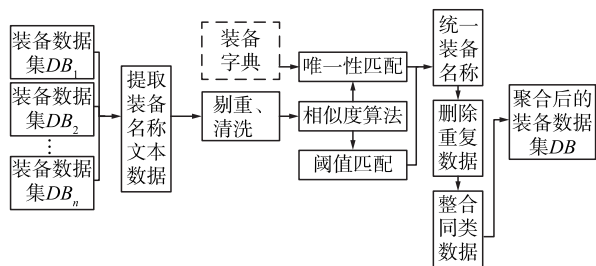 装备数据
集DB₁
装备数据
集DB₂
⋮
装备数据
集DBₙ
提取
装备
名称
文本
数据
剔重、
清洗
装备
字典
唯一性匹配
相似度算法
阈值匹配
统一
装备
名称
删除
重复
数据
整合
同类
数据
聚合后的
装备数据
集DB